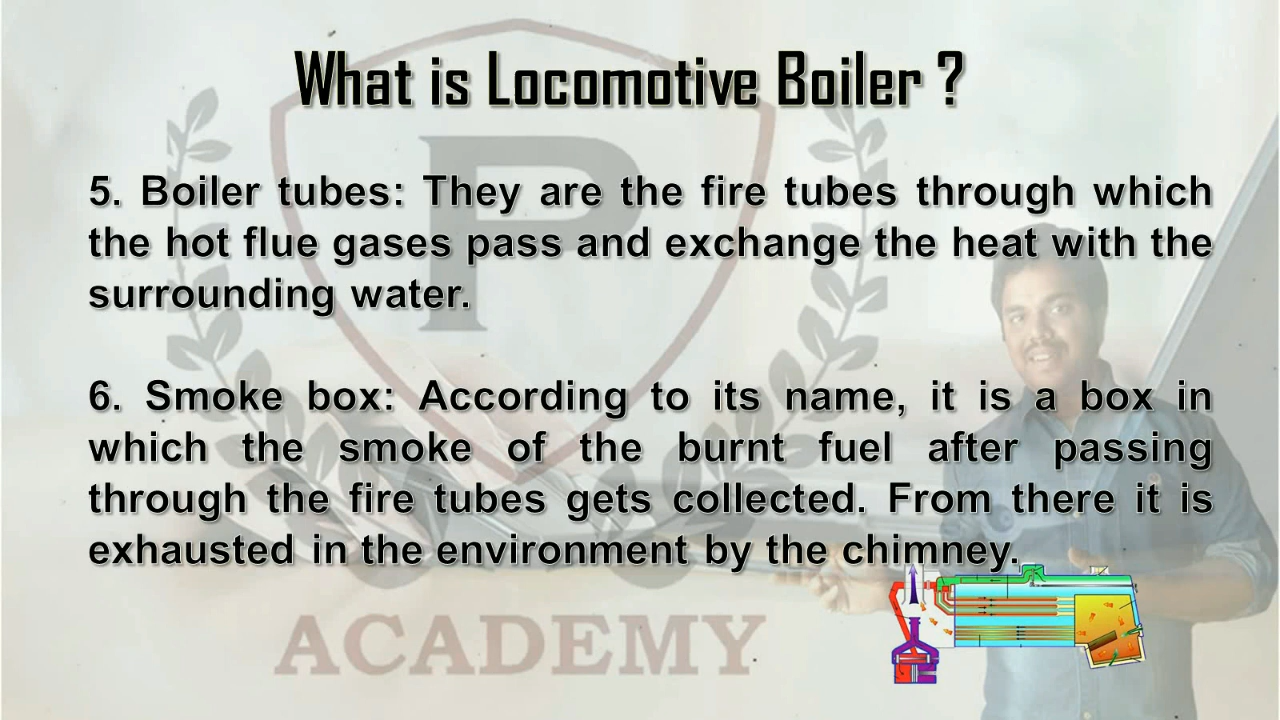 What is Locomotive Boiler ?
5. Boiler tubes: They are the fire tubes through which
the hot flue gases pass and exchange the heat with the
surrounding water.
6. Smoke box: According to its name, it is a box in
which the smoke of the burnt fuel after passing
through the fire tubes gets collected. From there it is
exhausted in the environment by the chimney.
P
ACADEMY